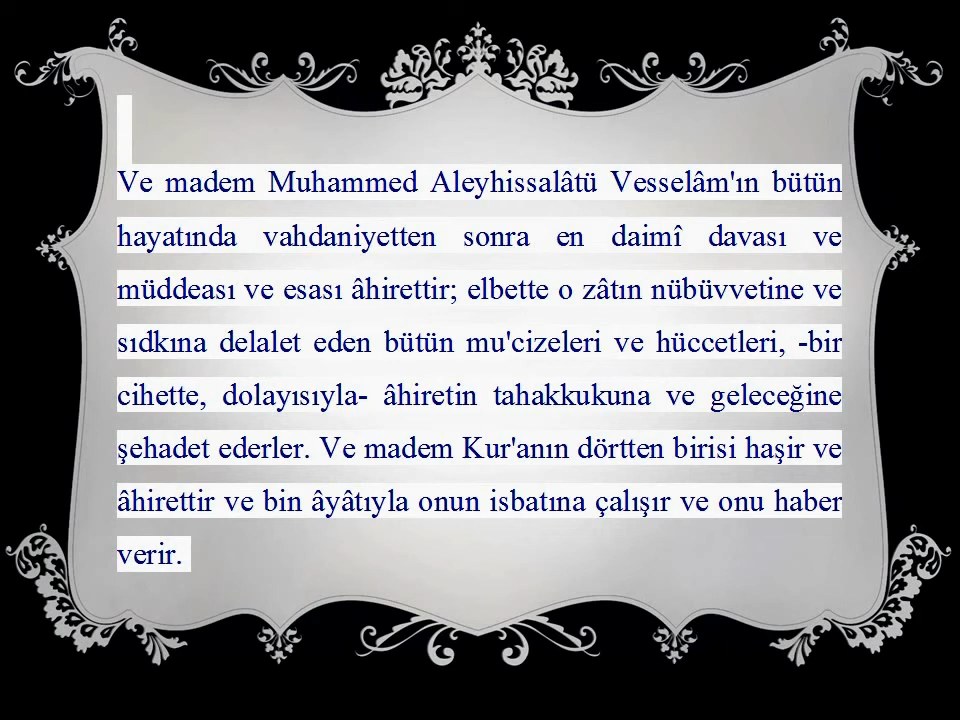 Ve madem Muhammed Aleyhissalâtü Vesselâm'ın bütün
hayatında vahdaniyetten sonra en daimî davası ve
müddeası ve esası âhirettir; elbette o zâtın nübüvvetine ve
sıdkına delalet eden bütün mu'cizeleri ve hüccetleri, -bir
cihette, dolayısıyla- âhiretin tahakkukuna ve geleceğine
şehadet ederler. Ve madem Kur'anın dörtten birisi haşir ve
âhirettir ve bin âyâtıyla onun isbatına çalışır ve onu haber
verir.